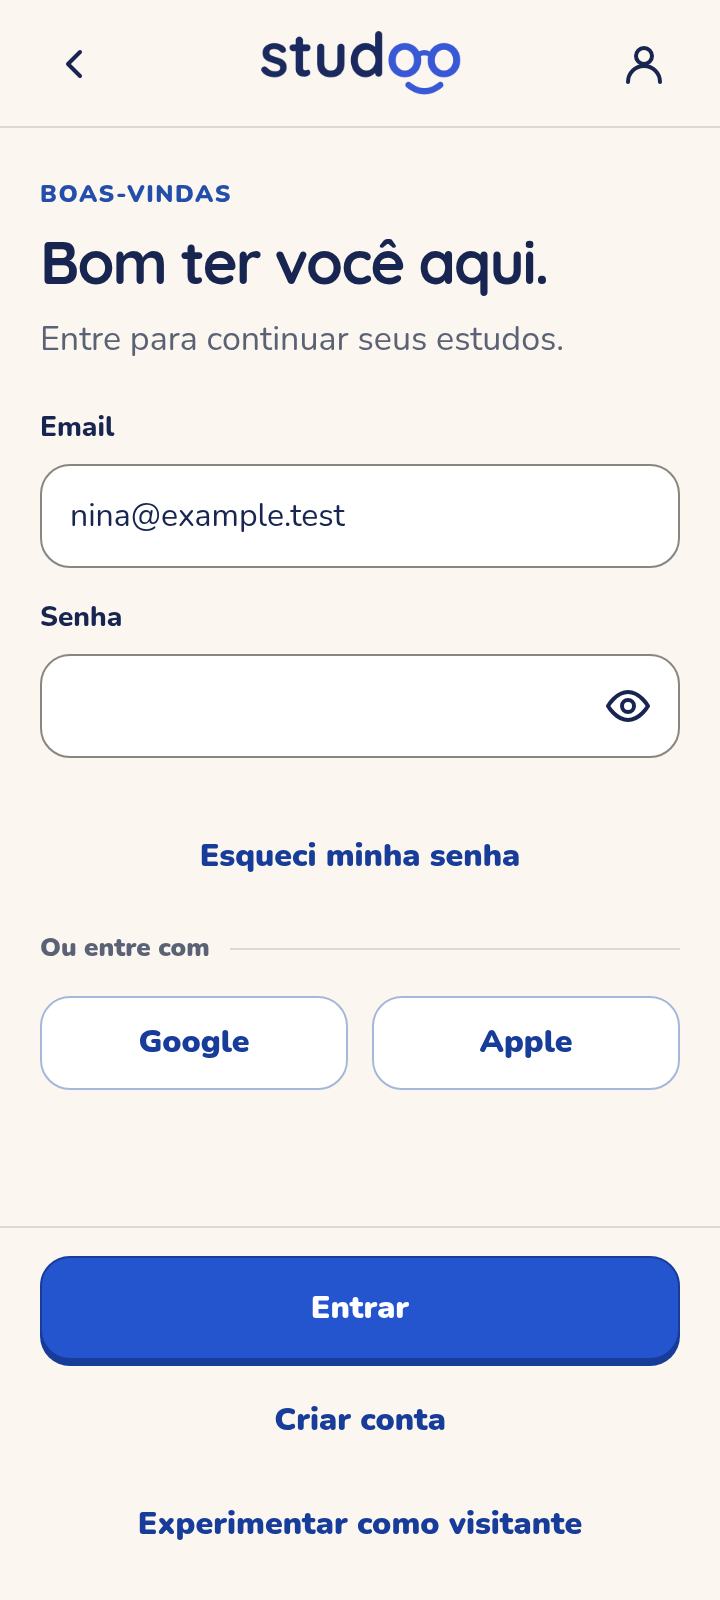 studoo
BOAS-VINDAS
Bom ter você aqui.
Entre para continuar seus estudos.
Email
nina@example.test
Senha
Esqueci minha senha
Ou entre com
Google
Apple
Entrar
Criar conta
Experimentar como visitante